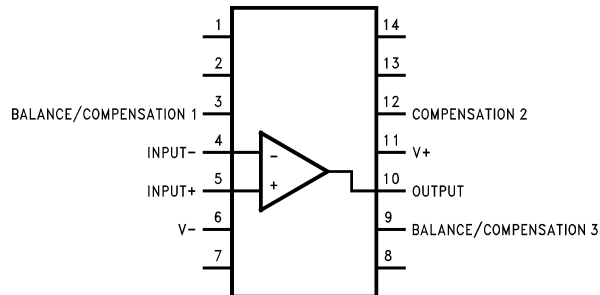 1 14
2 13
BALANCE/COMPENSATION 1 3 12 COMPENSATION 2
INPUT- 4 - 11 V+
INPUT+ 5 + 10 OUTPUT
V- 6 9 BALANCE/COMPENSATION 3
7 8